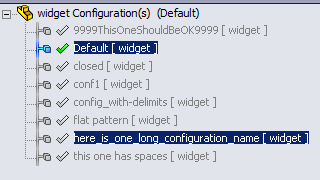 widget Configuration(s) (Default)
9999ThisOneShouldBeOK9999 [ widget ]
Default [ widget ]
closed [ widget ]
conf1 [ widget ]
config_with-delimits [ widget ]
flat pattern [ widget ]
here_is_one_long_configuration_name [ widget ]
this one has spaces [ widget ]